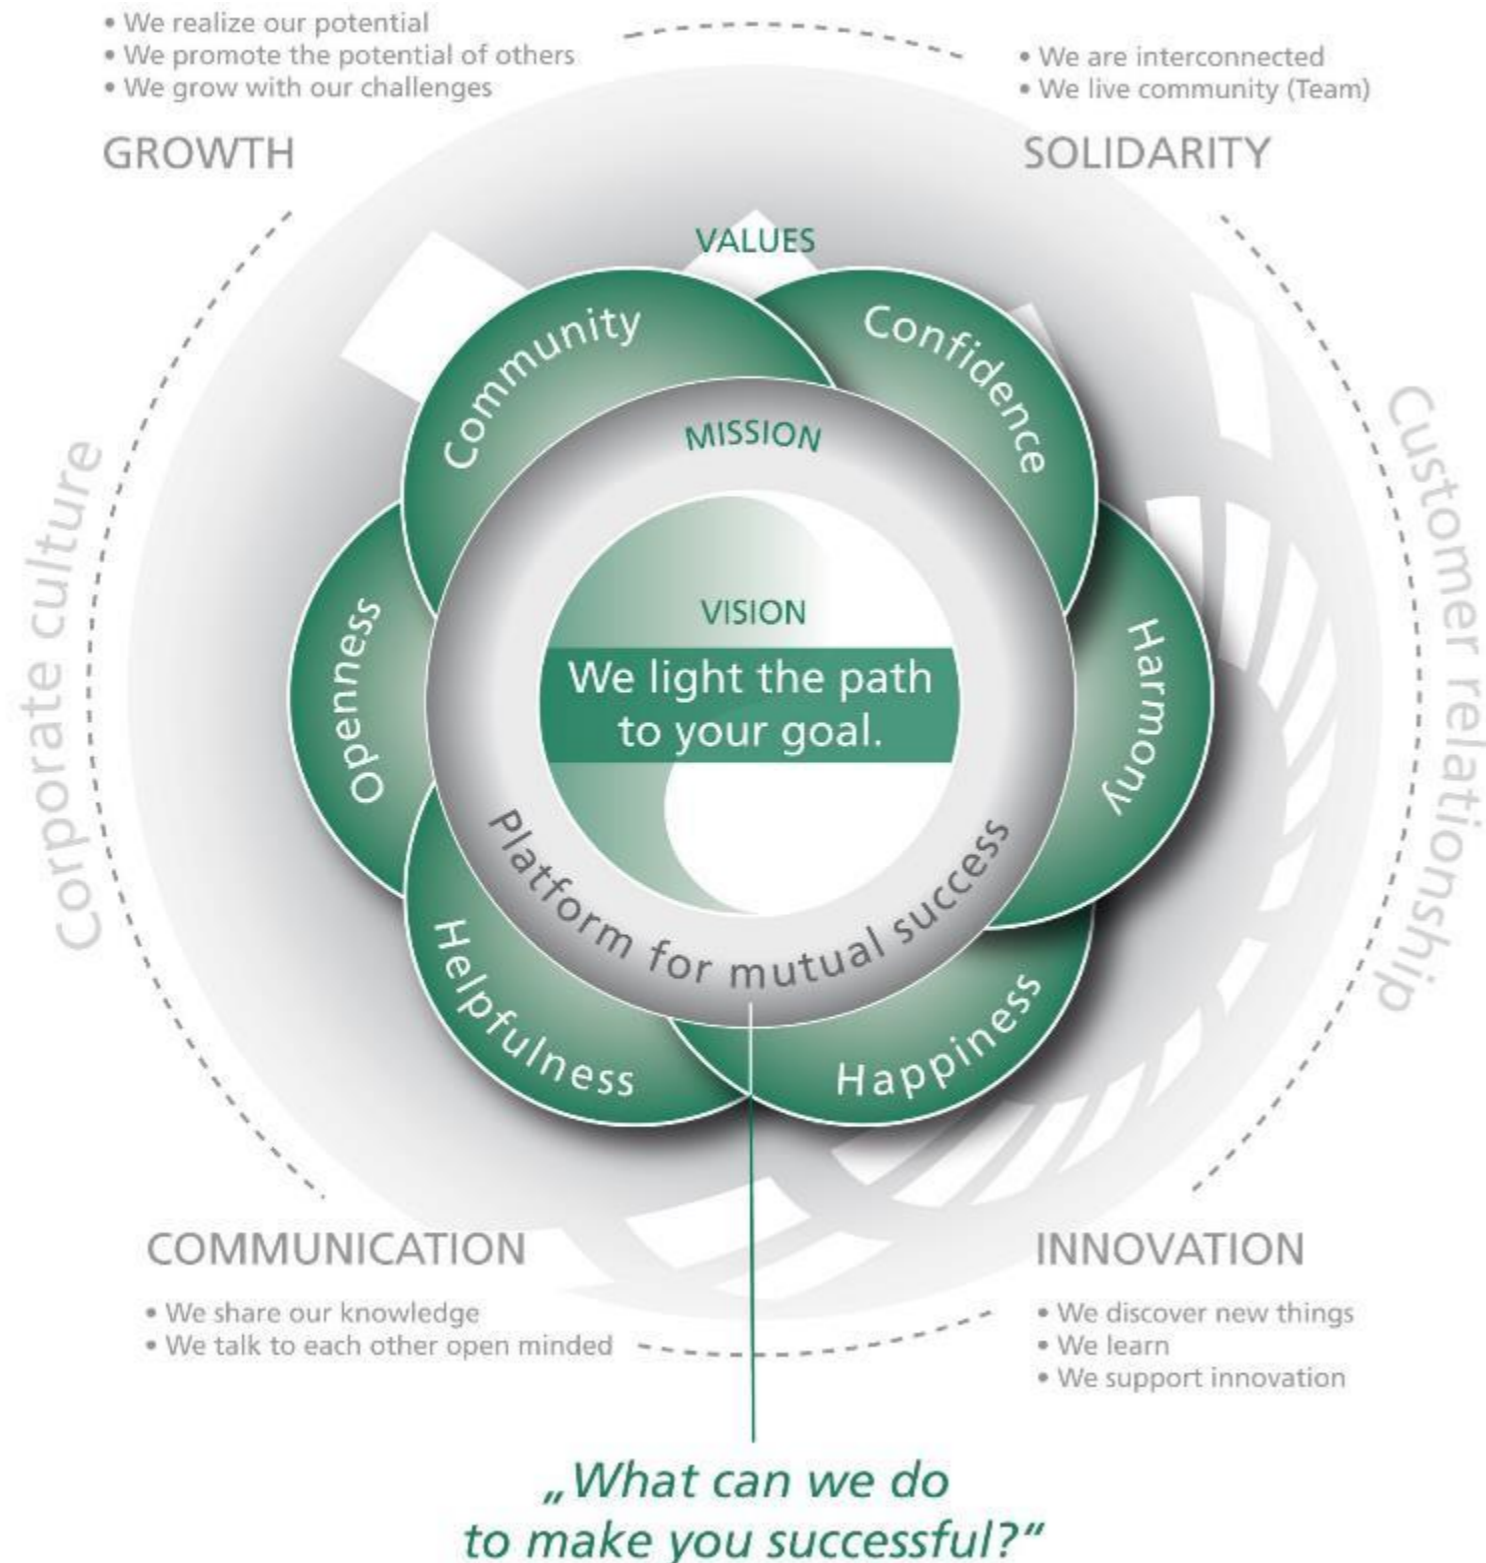 • We realize our potential
• We promote the potential of others
• We grow with our challenges
GROWTH
• We are interconnected
• We live community (Team)
SOLIDARITY
Corporate culture
Customer relationship
VALUES
Community
Confidence
Openness
Harmony
Helpfulness
Happiness
MISSION
Platform for mutual success
VISION
We light the path
to your goal.
COMMUNICATION
• We share our knowledge
• We talk to each other open minded
INNOVATION
• We discover new things
• We learn
• We support innovation
„What can we do
to make you successful?“